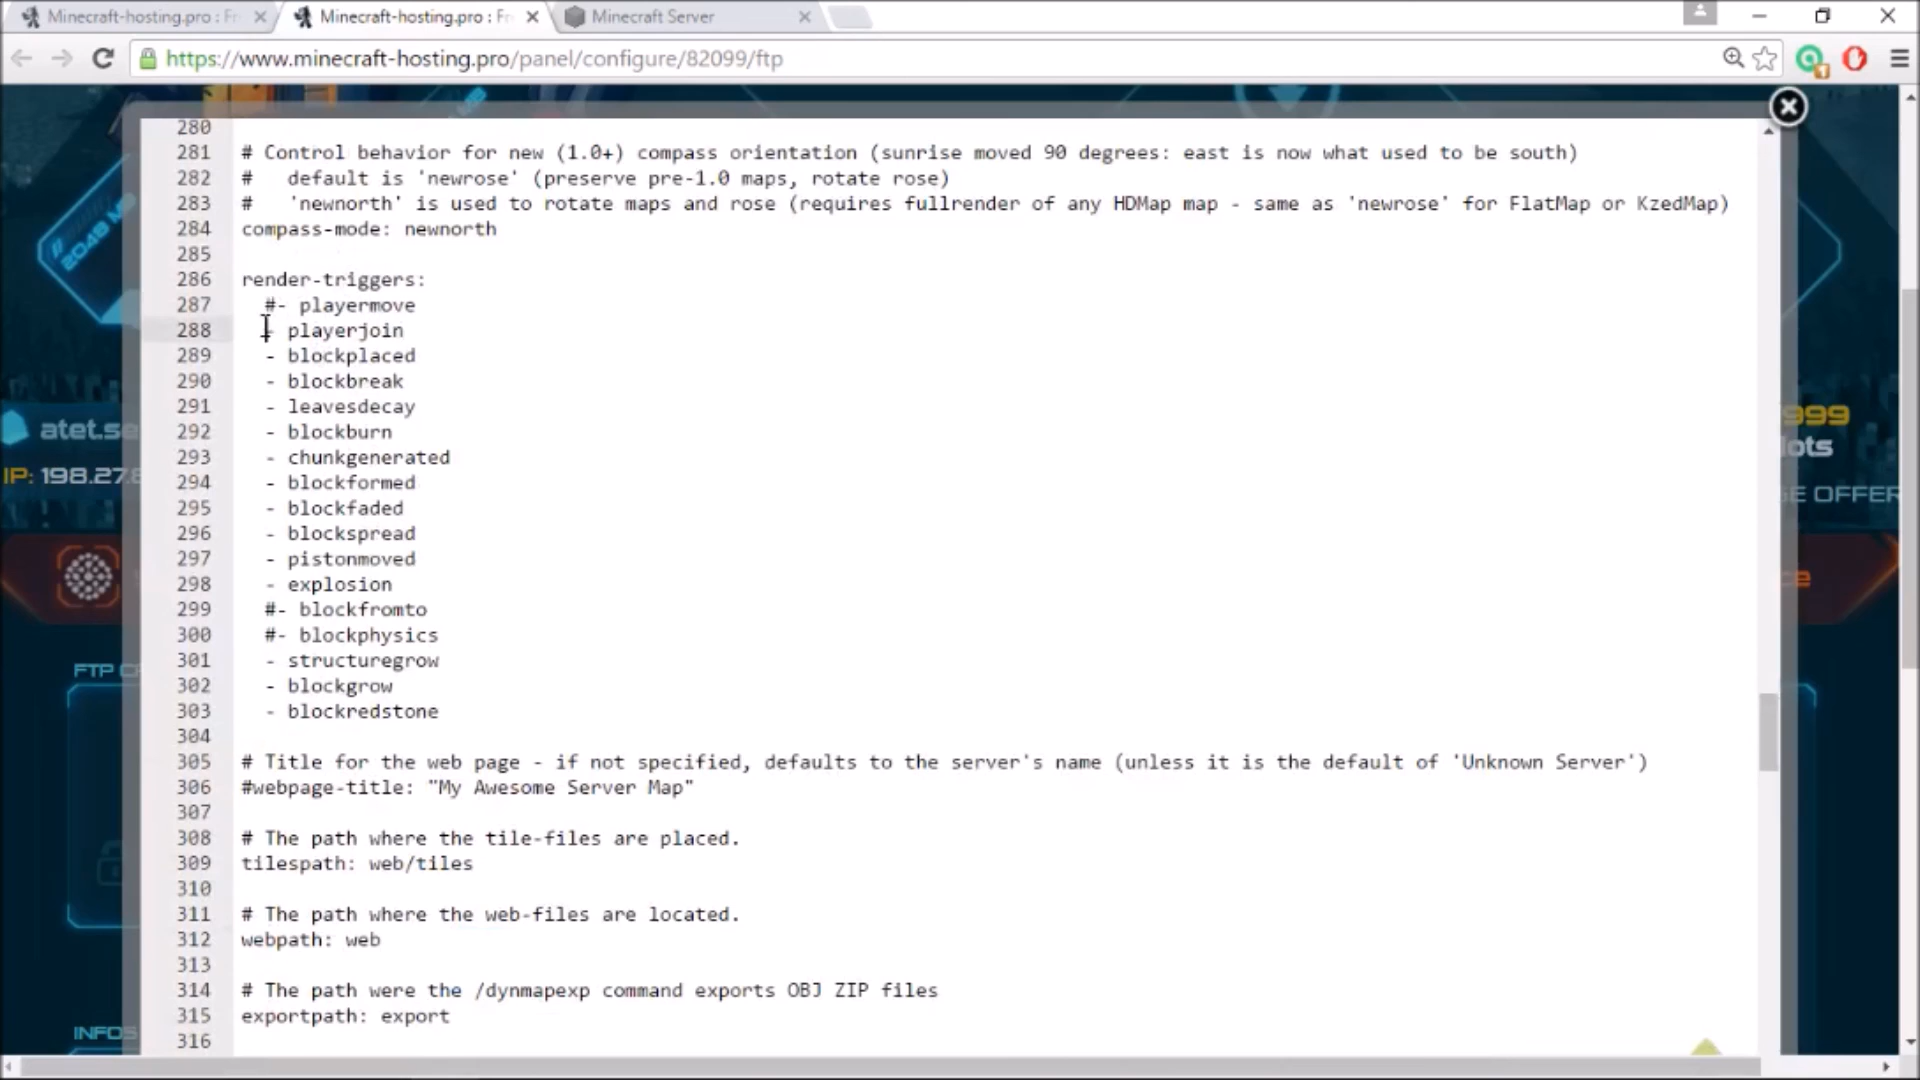 Minecraft-hosting.pro : Fr
Minecraft-hosting.pro : Fr
Minecraft Server
https://www.minecraft-hosting.pro/panel/configure/82099/ftp
280
281 # Control behavior for new (1.0+) compass orientation (sunrise moved 90 degrees: east is now what used to be south)
282 #   default is 'newrose' (preserve pre-1.0 maps, rotate rose)
283 #   'newnorth' is used to rotate maps and rose (requires fullrender of any HDMap map - same as 'newrose' for FlatMap or KzedMap)
284 compass-mode: newnorth
285
286 render-triggers:
287   #- playermove
288   - playerjoin
289   - blockplaced
290   - blockbreak
291   - leavesdecay
292   - blockburn
293   - chunkgenerated
294   - blockformed
295   - blockfaded
296   - blockspread
297   - pistonmoved
298   - explosion
299   #- blockfromto
300   #- blockphysics
301   - structuregrow
302   - blockgrow
303   - blockredstone
304
305 # Title for the web page - if not specified, defaults to the server's name (unless it is the default of 'Unknown Server')
306 #webpage-title: "My Awesome Server Map"
307
308 # The path where the tile-files are placed.
309 tilespath: web/tiles
310
311 # The path where the web-files are located.
312 webpath: web
313
314 # The path were the /dynmapexp command exports OBJ ZIP files
315 exportpath: export
316
2048 M
MB
atet.se
IP: 198.27.8
FTP C
INFOS
999
lots
SE OFFER
ce